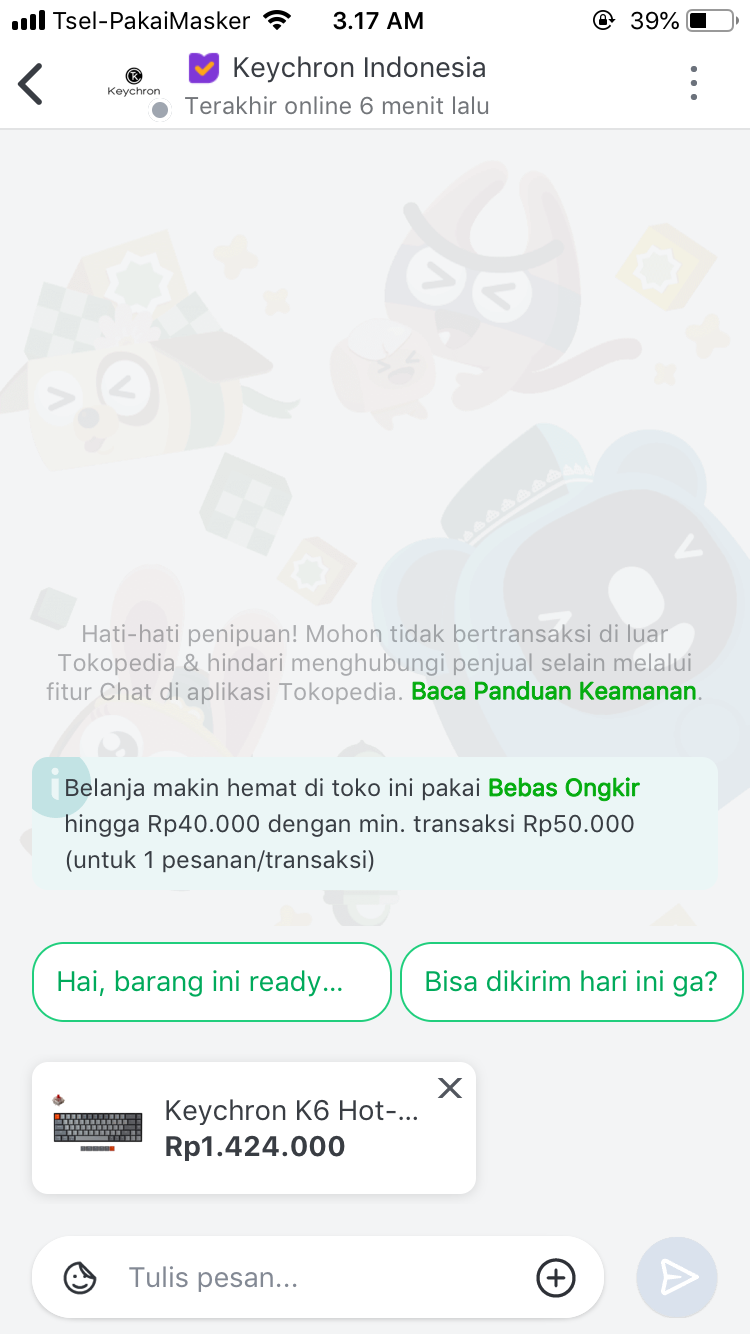 Tsel-PakaiMasker 3.17 AM 39%
Keychron Indonesia
Keychron
Terakhir online 6 menit lalu
Hati-hati penipuan! Mohon tidak bertransaksi di luar
Tokopedia & hindari menghubungi penjual selain melalui
fitur Chat di aplikasi Tokopedia. Baca Panduan Keamanan.
Belanja makin hemat di toko ini pakai Bebas Ongkir
hingga Rp40.000 dengan min. transaksi Rp50.000
(untuk 1 pesanan/transaksi)
Hai, barang ini ready... Bisa dikirim hari ini ga?
Keychron K6 Hot-...
Rp1.424.000
Tulis pesan...